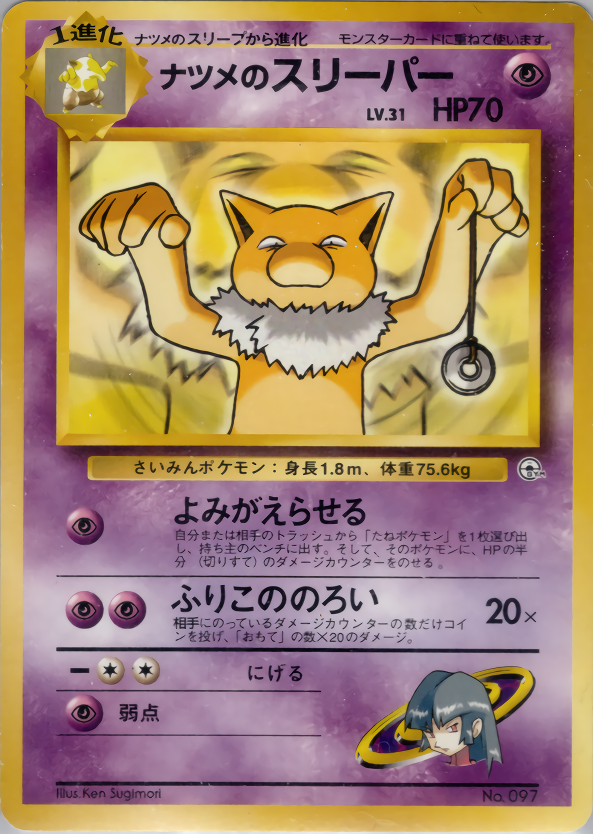 1進化
ナツメのスリープから進化 モンスターカードに重ねて使います。
ナツメのスリーパー
LV.31 HP70
さいみんポケモン：身長1.8m、体重75.6kg
GYM
よみがえらせる
自分または相手のトラッシュから「たねポケモン」を1枚選び出
し、持ち主のベンチに出す。そして、そのポケモンに、HPの半
分（切りすて）のダメージカウンターをのせる。
ふりこののろい 20×
相手にのっているダメージカウンターの数だけコイ
ンを投げ、「おもて」の数×20のダメージ。
ー にげる
弱点
Illus.Ken Sugimori No. 097